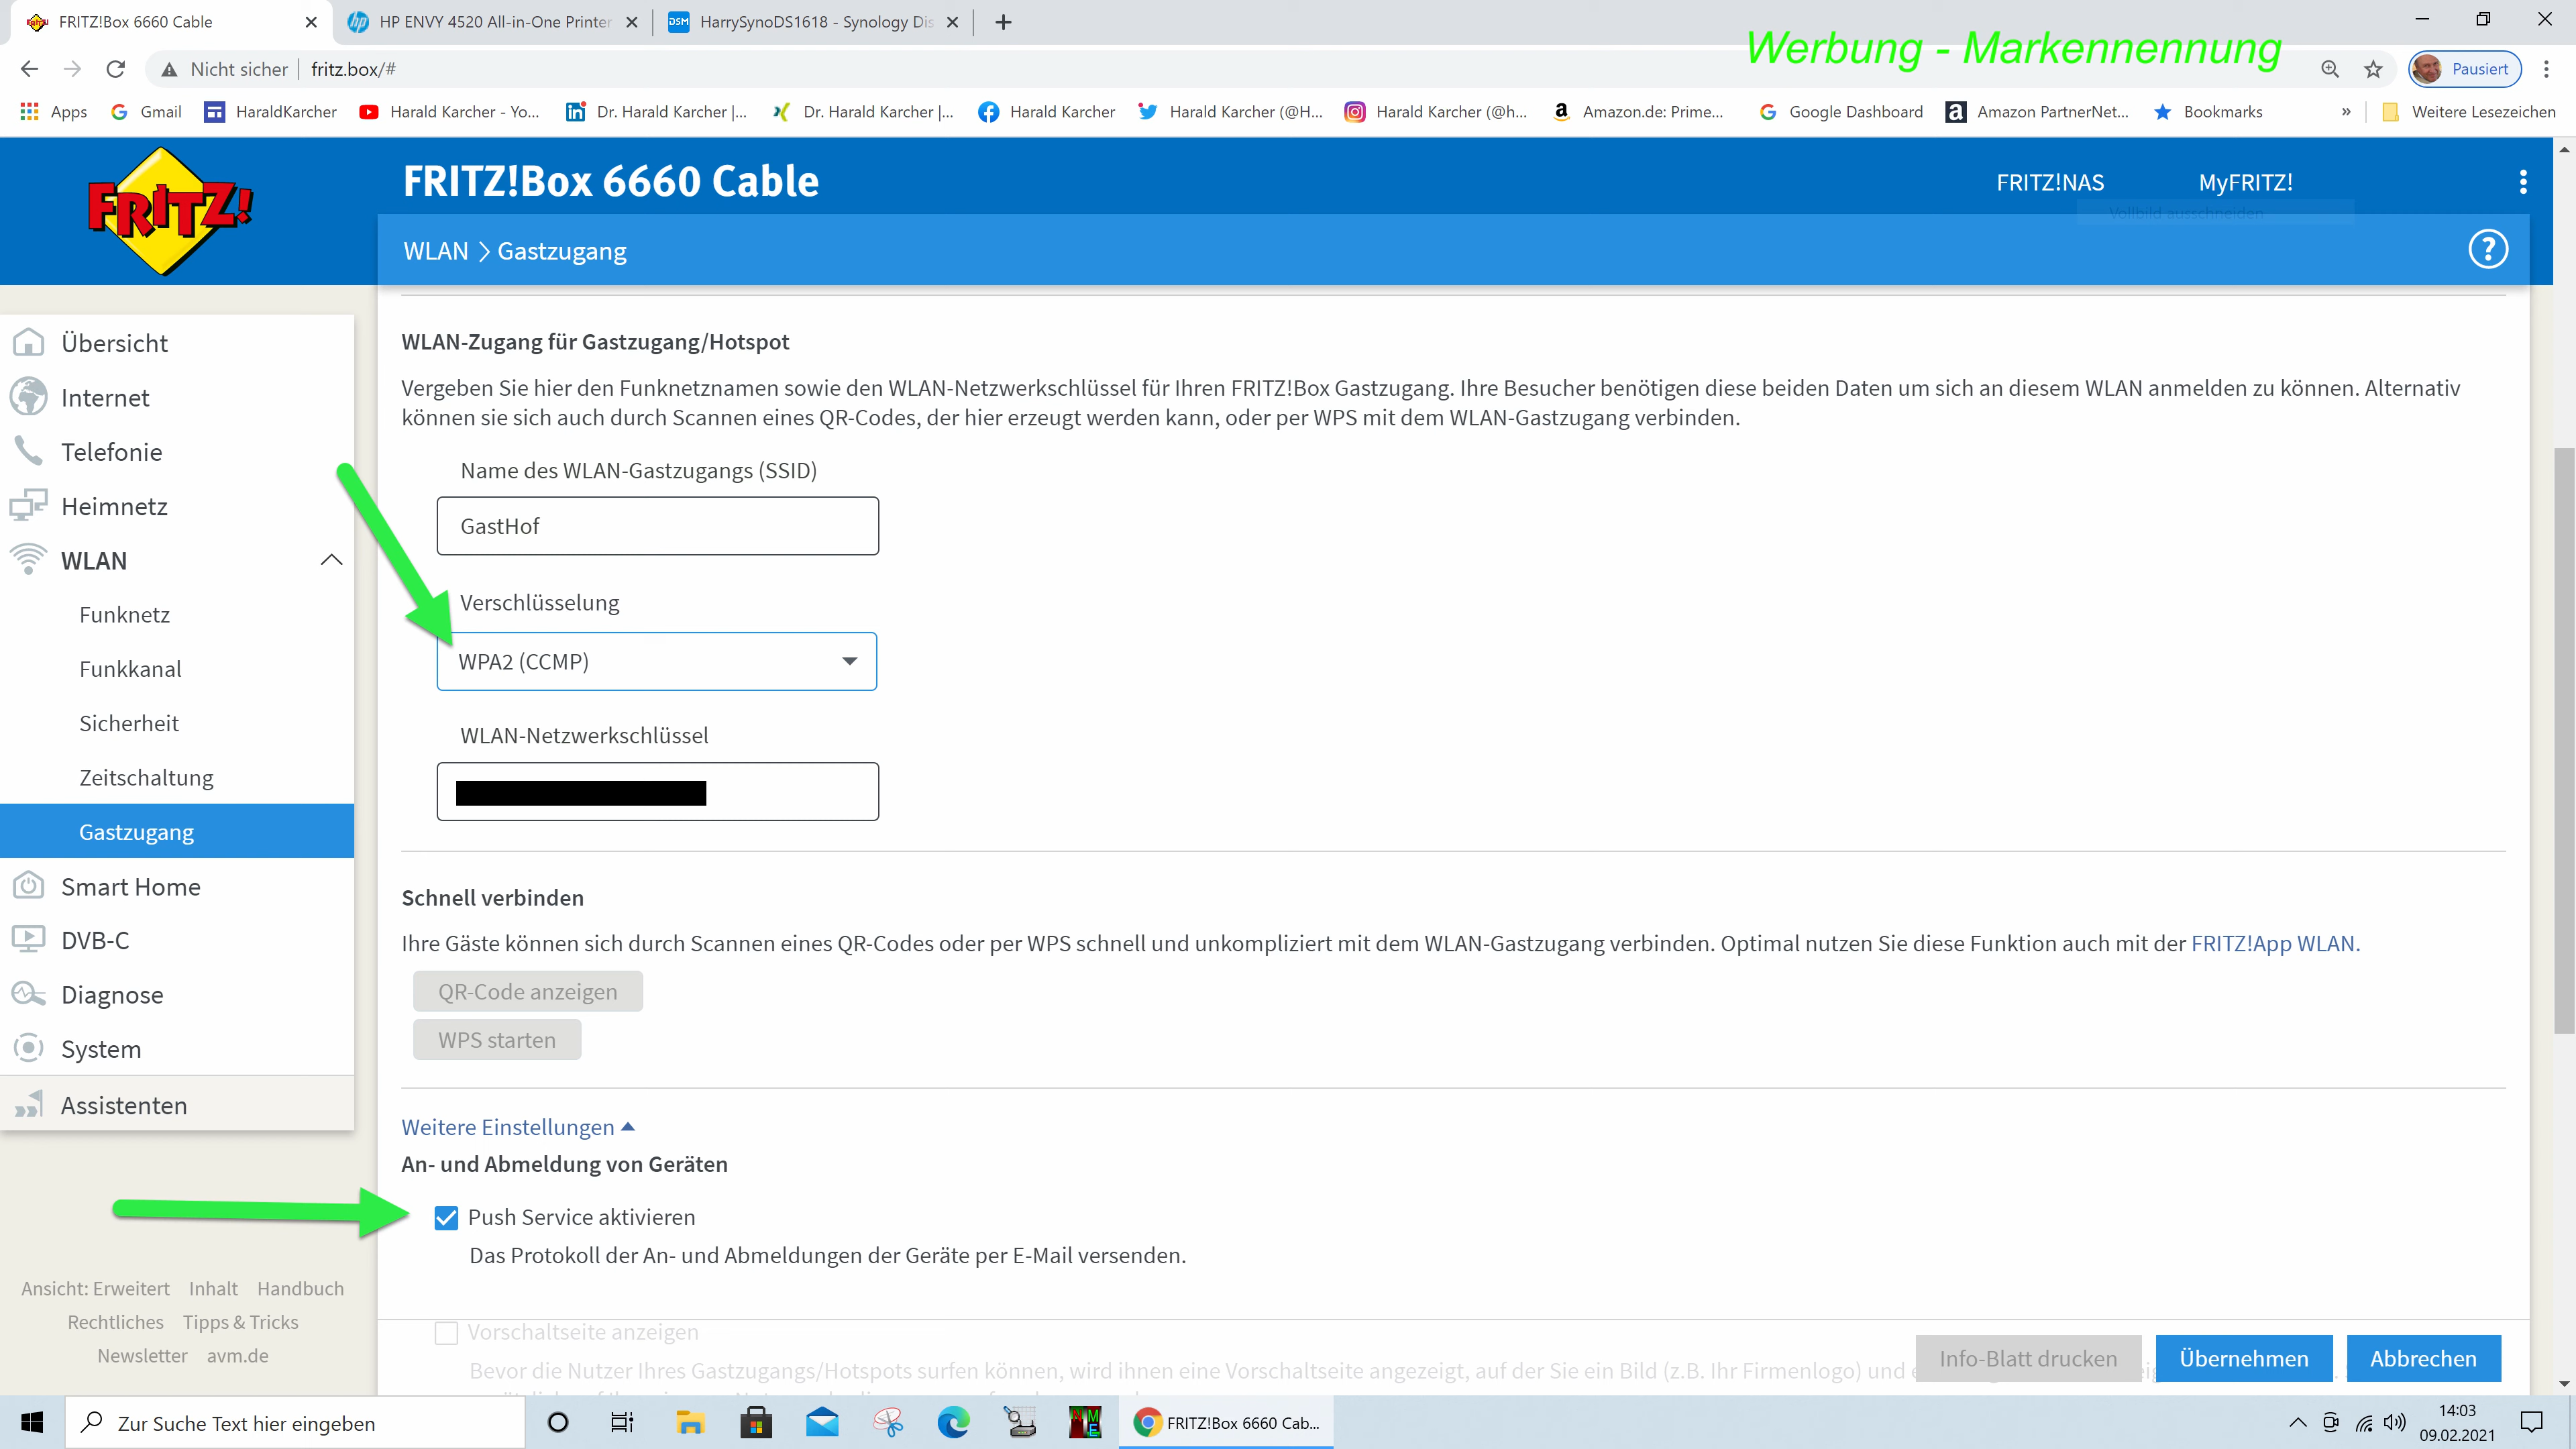 FRITZ!Box 6660 Cable
HP ENVY 4520 All-in-One Printer
DSM
HarrySynoDS1618 - Synology Dis
Werbung - Markennennung
Nicht sicher
fritz.box/#
Pausiert
Apps
Gmail
HaraldKarcher
Harald Karcher - Yo...
Dr. Harald Karcher |...
Dr. Harald Karcher |...
Harald Karcher
Harald Karcher (@H...
Harald Karcher (@h...
Amazon.de: Prime...
Google Dashboard
Amazon PartnerNet...
Bookmarks
»
Weitere Lesezeichen
FRITZ!
FRITZ!Box 6660 Cable
FRITZ!NAS
MyFRITZ!
Vollbild ausschneiden
WLAN > Gastzugang
?
Übersicht
Internet
Telefonie
Heimnetz
WLAN
Funknetz
Funkkanal
Sicherheit
Zeitschaltung
Gastzugang
Smart Home
DVB-C
Diagnose
System
Assistenten
Ansicht: Erweitert Inhalt Handbuch
Rechtliches Tipps & Tricks
Newsletter avm.de
WLAN-Zugang für Gastzugang/Hotspot
Vergeben Sie hier den Funknetznamen sowie den WLAN-Netzwerkschlüssel für Ihren FRITZ!Box Gastzugang. Ihre Besucher benötigen diese beiden Daten um sich an diesem WLAN anmelden zu können. Alternativ
können sie sich auch durch Scannen eines QR-Codes, der hier erzeugt werden kann, oder per WPS mit dem WLAN-Gastzugang verbinden.
Name des WLAN-Gastzugangs (SSID)
GastHof
Verschlüsselung
WPA2 (CCMP)
WLAN-Netzwerkschlüssel
Schnell verbinden
Ihre Gäste können sich durch Scannen eines QR-Codes oder per WPS schnell und unkompliziert mit dem WLAN-Gastzugang verbinden. Optimal nutzen Sie diese Funktion auch mit der FRITZ!App WLAN.
QR-Code anzeigen
WPS starten
Weitere Einstellungen
An- und Abmeldung von Geräten
Push Service aktivieren
Das Protokoll der An- und Abmeldungen der Geräte per E-Mail versenden.
Vorschaltseite anzeigen
Bevor die Nutzer Ihres Gastzugangs/Hotspots surfen können, wird ihnen eine Vorschaltseite angezeigt, auf der Sie ein Bild (z.B. Ihr Firmenlogo) und
Info-Blatt drucken
Übernehmen
Abbrechen
Zur Suche Text hier eingeben
FRITZ!Box 6660 Cab...
14:03
09.02.2021